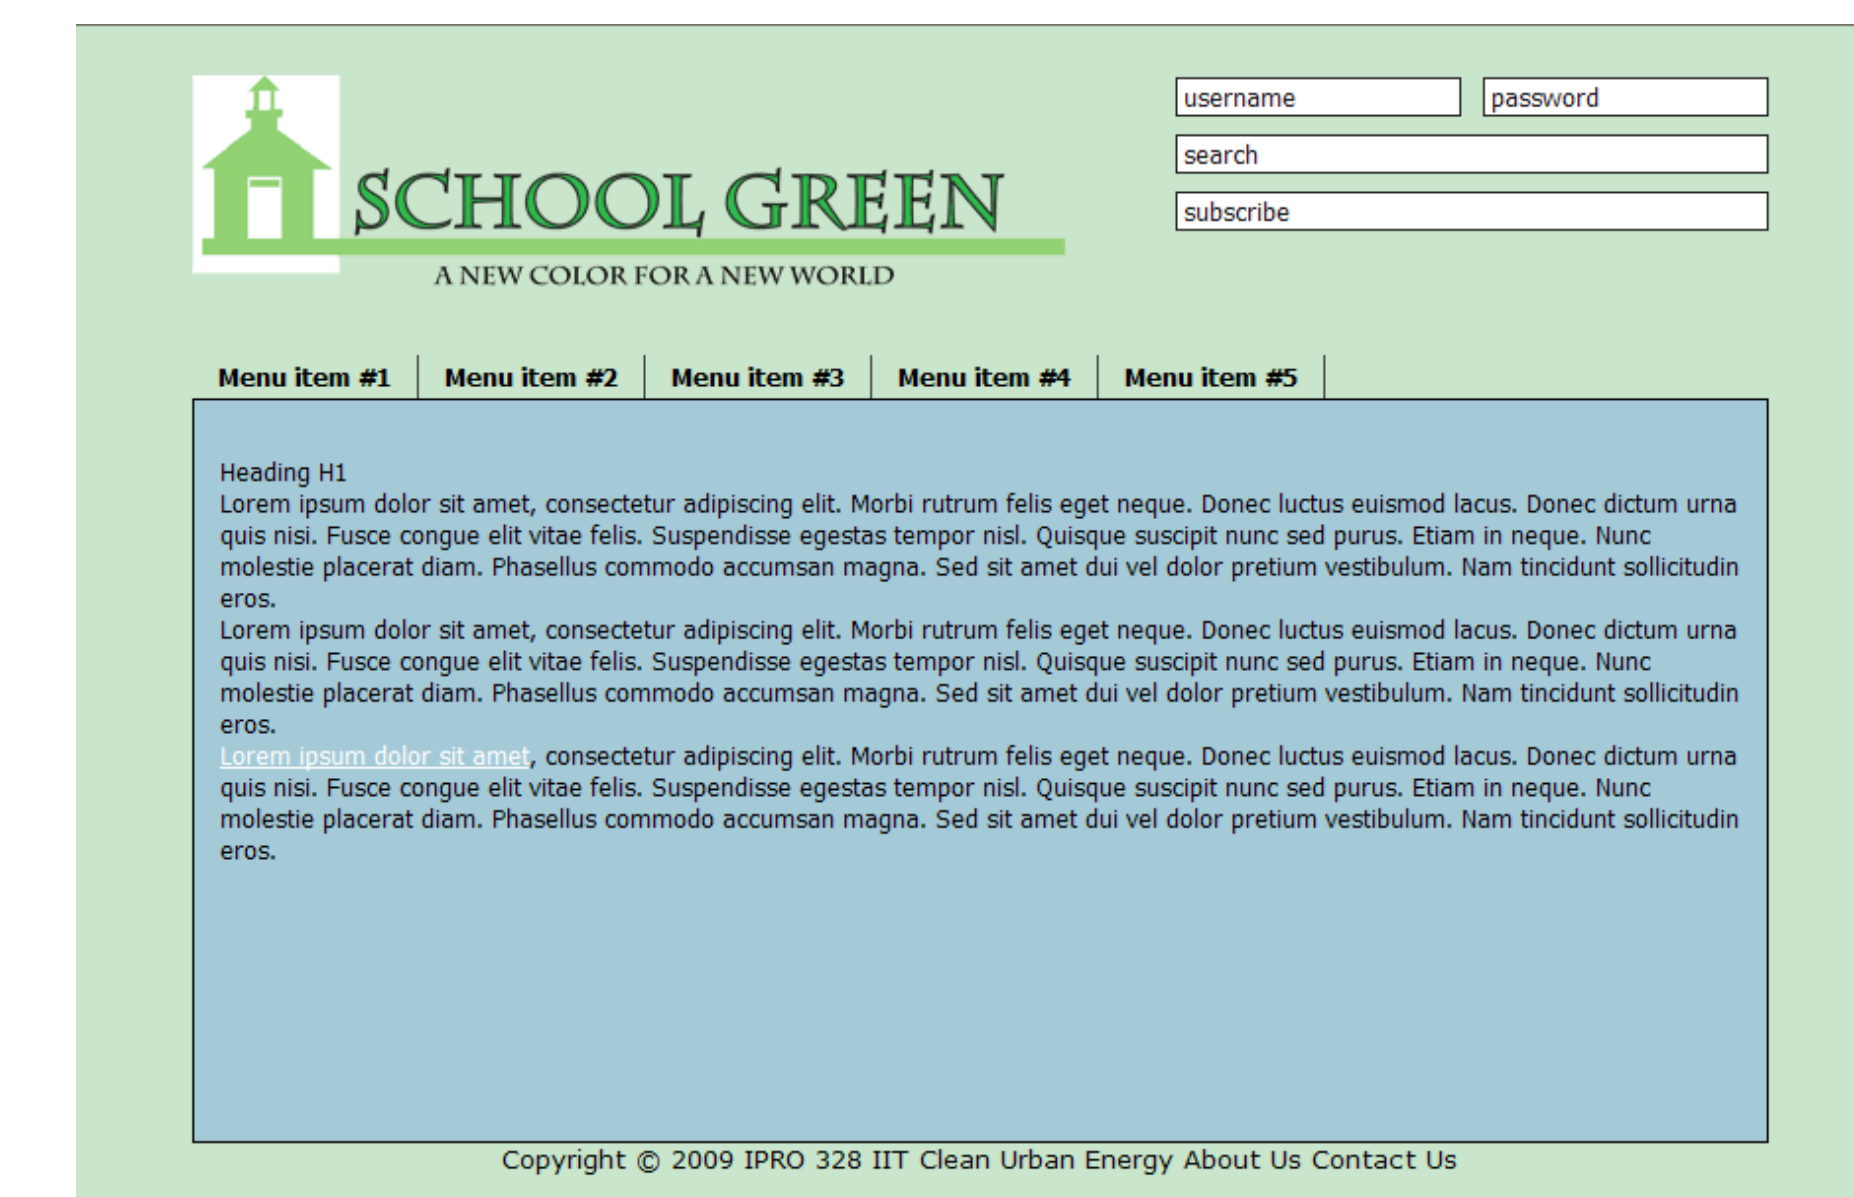 username password
search
subscribe
SCHOOL GREEN
A NEW COLOR FOR A NEW WORLD
Menu item #1 Menu item #2 Menu item #3 Menu item #4 Menu item #5
Heading H1
Lorem ipsum dolor sit amet, consectetur adipiscing elit. Morbi rutrum felis eget neque. Donec luctus euismod lacus. Donec dictum urna
quis nisi. Fusce congue elit vitae felis. Suspendisse egestas tempor nisl. Quisque suscipit nunc sed purus. Etiam in neque. Nunc
molestie placerat diam. Phasellus commodo accumsan magna. Sed sit amet dui vel dolor pretium vestibulum. Nam tincidunt sollicitudin
eros.
Lorem ipsum dolor sit amet, consectetur adipiscing elit. Morbi rutrum felis eget neque. Donec luctus euismod lacus. Donec dictum urna
quis nisi. Fusce congue elit vitae felis. Suspendisse egestas tempor nisl. Quisque suscipit nunc sed purus. Etiam in neque. Nunc
molestie placerat diam. Phasellus commodo accumsan magna. Sed sit amet dui vel dolor pretium vestibulum. Nam tincidunt sollicitudin
eros.
Lorem ipsum dolor sit amet, consectetur adipiscing elit. Morbi rutrum felis eget neque. Donec luctus euismod lacus. Donec dictum urna
quis nisi. Fusce congue elit vitae felis. Suspendisse egestas tempor nisl. Quisque suscipit nunc sed purus. Etiam in neque. Nunc
molestie placerat diam. Phasellus commodo accumsan magna. Sed sit amet dui vel dolor pretium vestibulum. Nam tincidunt sollicitudin
eros.
Copyright © 2009 IPRO 328 IIT Clean Urban Energy About Us Contact Us